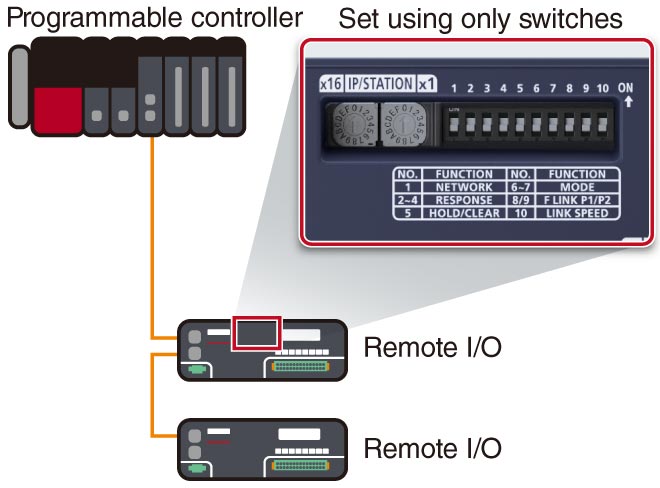 Programmable controller
Set using only switches
x16 IP/STATION x1
1 2 3 4 5 6 7 8 9 10 ON
NO. FUNCTION NO. FUNCTION
1 NETWORK 6~7 MODE
2~4 RESPONSE 8/9 F LINK P1/P2
5 HOLD/CLEAR 10 LINK SPEED
Remote I/O
Remote I/O